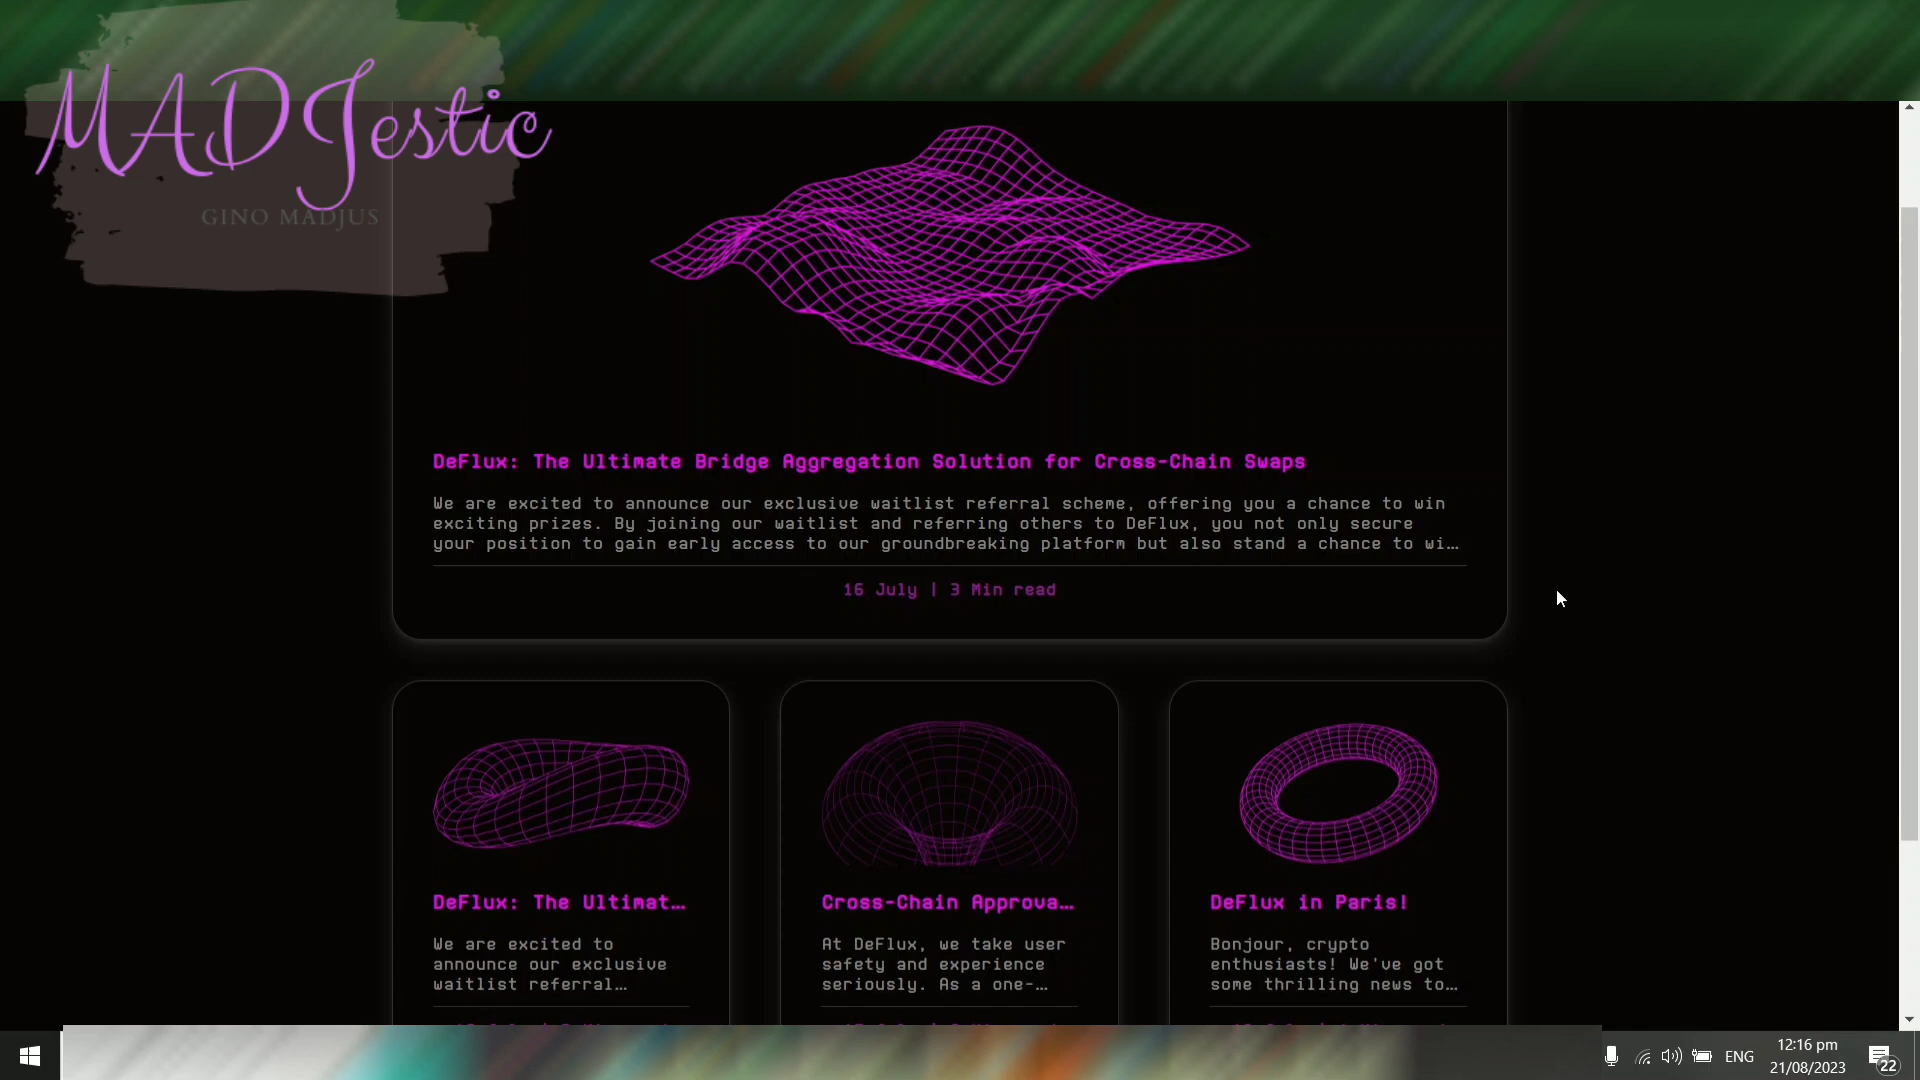 MADJestic
GINO MADJUS
DeFlux: The Ultimate Bridge Aggregation Solution for Cross-Chain Swaps
We are excited to announce our exclusive waitlist referral scheme, offering you a chance to win
exciting prizes. By joining our waitlist and referring others to DeFlux, you not only secure
your position to gain early access to our groundbreaking platform but also stand a chance to wi…
16 July | 3 Min read
DeFlux: The Ultimat…
We are excited to
announce our exclusive
waitlist referral…
Cross-Chain Approva…
At DeFlux, we take user
safety and experience
seriously. As a one-…
DeFlux in Paris!
Bonjour, crypto
enthusiasts! We've got
some thrilling news to…
ENG
12:16 pm
21/08/2023
22